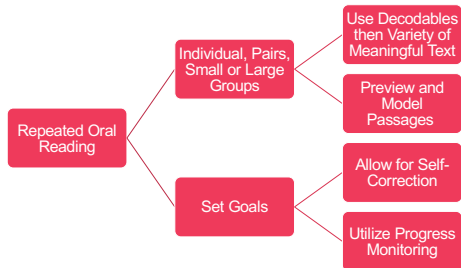 Repeated Oral
Reading
Individual, Pairs,
Small or Large
Groups
Use Decodables
then Variety of
Meaningful Text
Preview and
Model
Passages
Set Goals
Allow for Self-
Correction
Utilize Progress
Monitoring